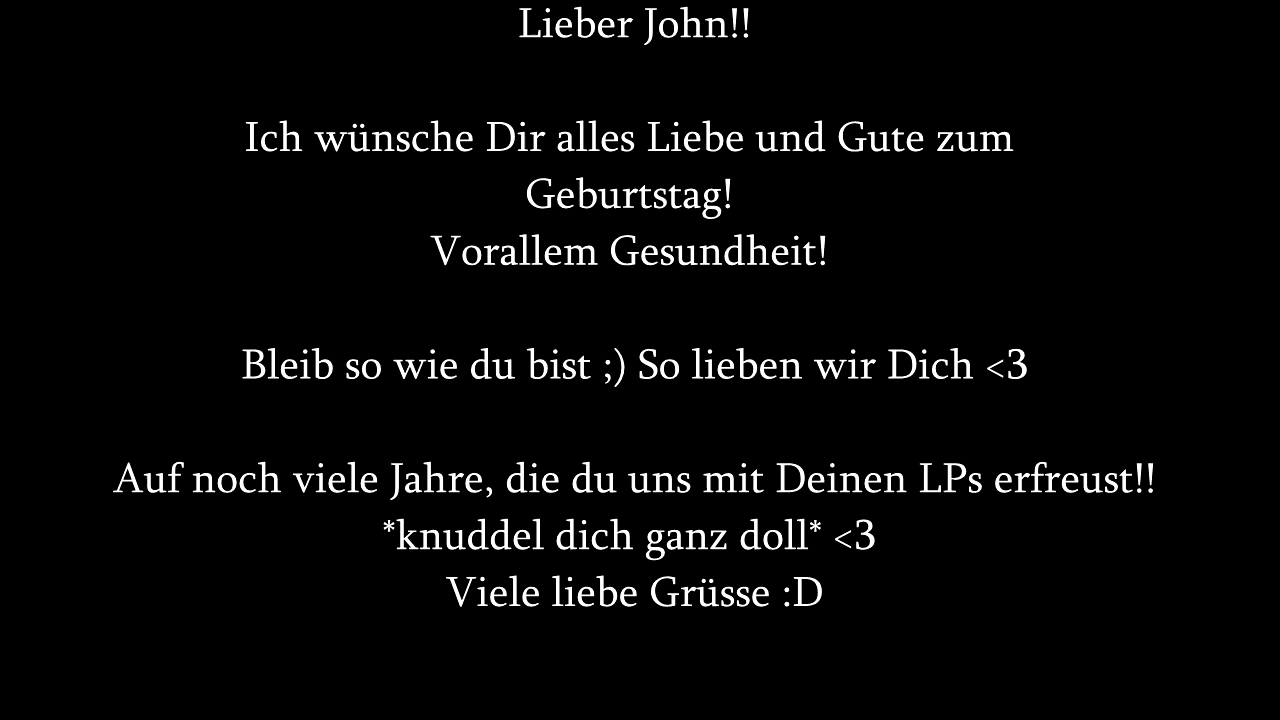 Lieber John!!
Ich wünsche Dir alles Liebe und Gute zum
Geburtstag!
Vorallem Gesundheit!
Bleib so wie du bist ;) So lieben wir Dich <3
Auf noch viele Jahre, die du uns mit Deinen LPs erfreust!!
*knuddel dich ganz doll* <3
Viele liebe Grüsse :D